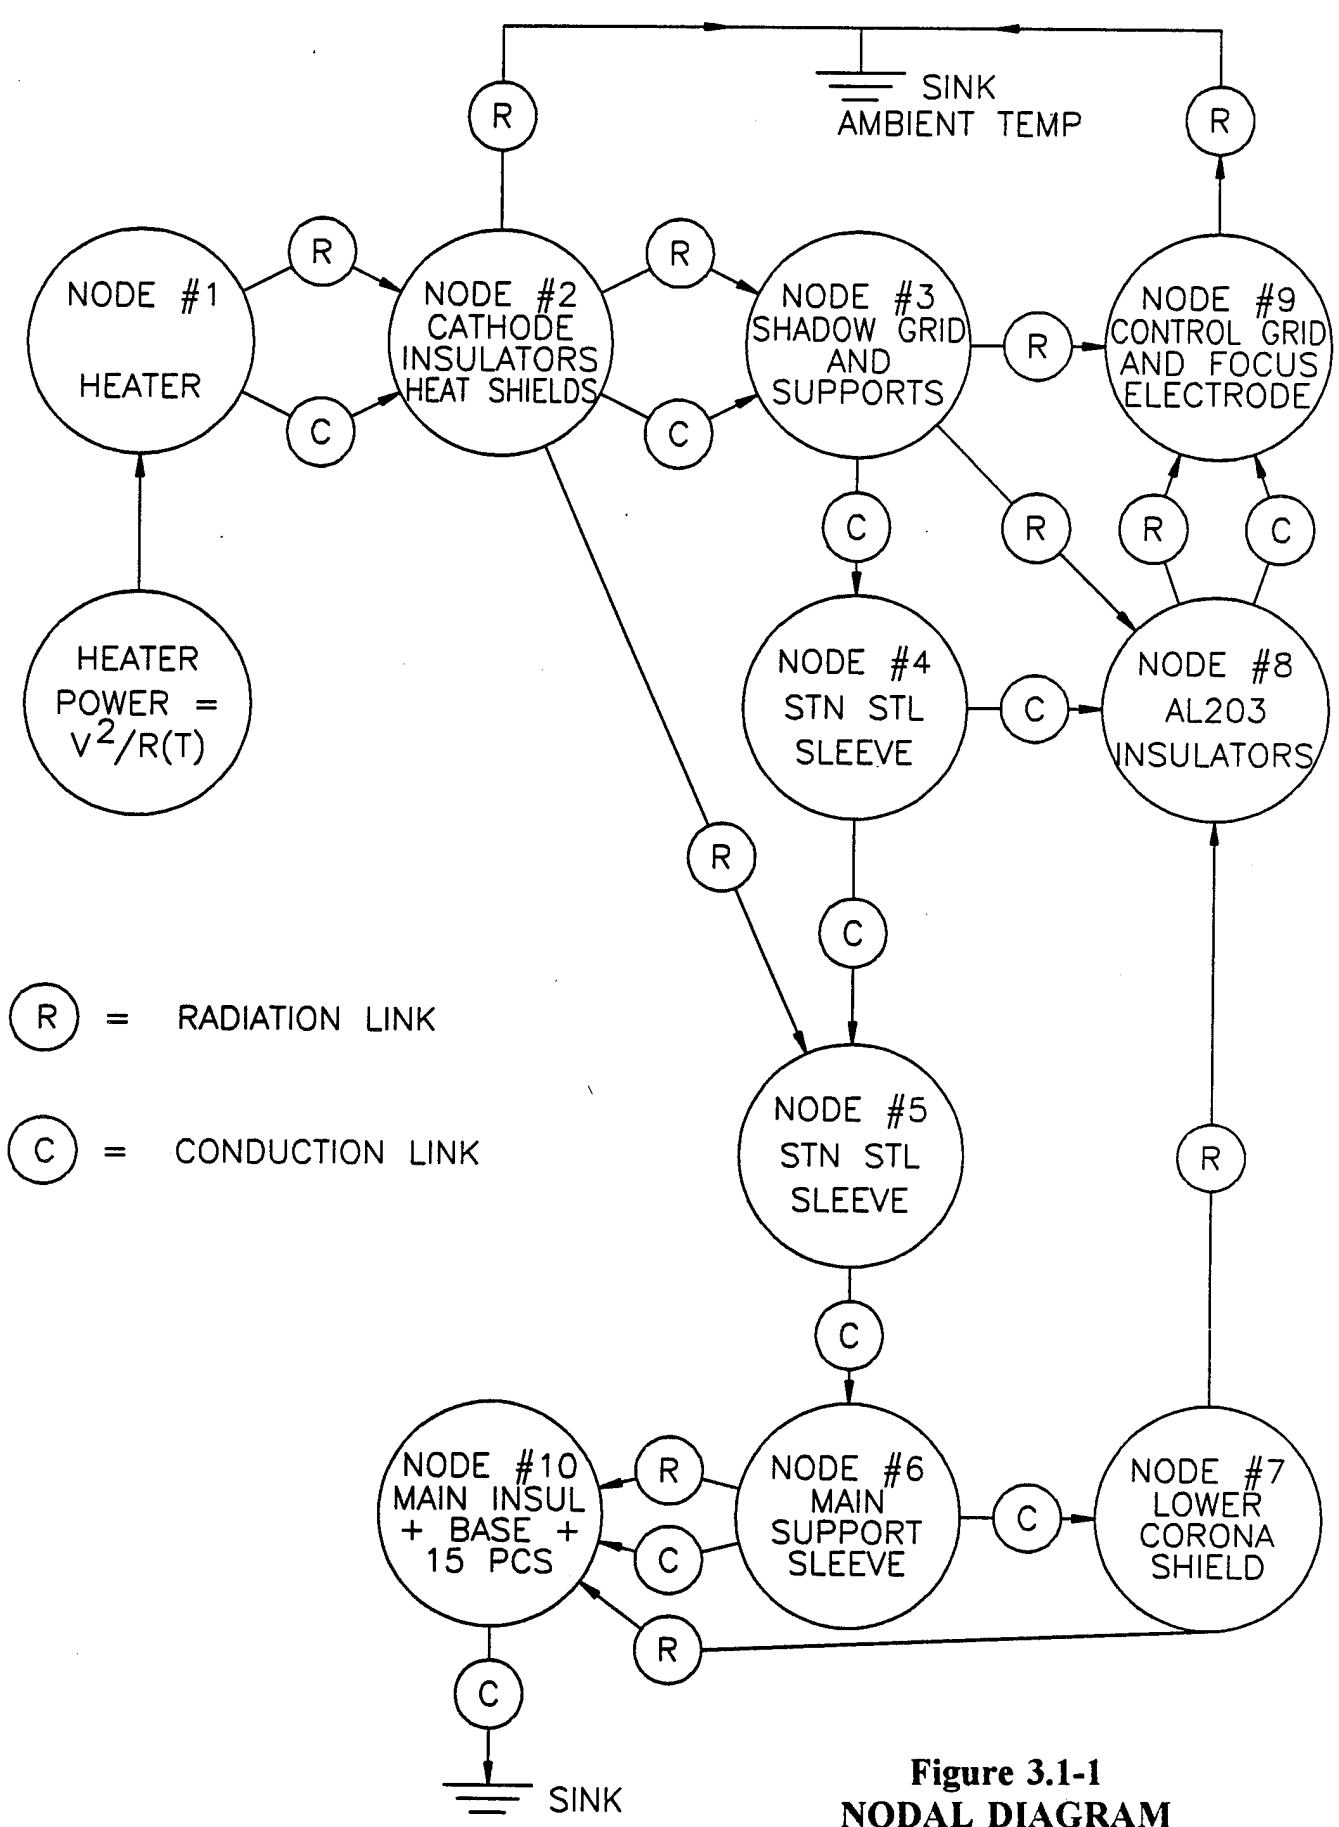 SINK
AMBIENT TEMP
R
R
R
R
NODE #1
HEATER
NODE #2
CATHODE
INSULATORS
HEAT SHIELDS
NODE #3
SHADOW GRID
AND
SUPPORTS
R
NODE #9
CONTROL GRID
AND FOCUS
ELECTRODE
C
C
C
R
R
C
HEATER
POWER =
V²/R(T)
NODE #4
STN STL
SLEEVE
C
NODE #8
AL203
INSULATORS
R
C
R = RADIATION LINK
C = CONDUCTION LINK
NODE #5
STN STL
SLEEVE
R
C
NODE #10
MAIN INSUL
+ BASE +
15 PCS
R
C
NODE #6
MAIN
SUPPORT
SLEEVE
C
NODE #7
LOWER
CORONA
SHIELD
R
C
SINK
Figure 3.1-1
NODAL DIAGRAM